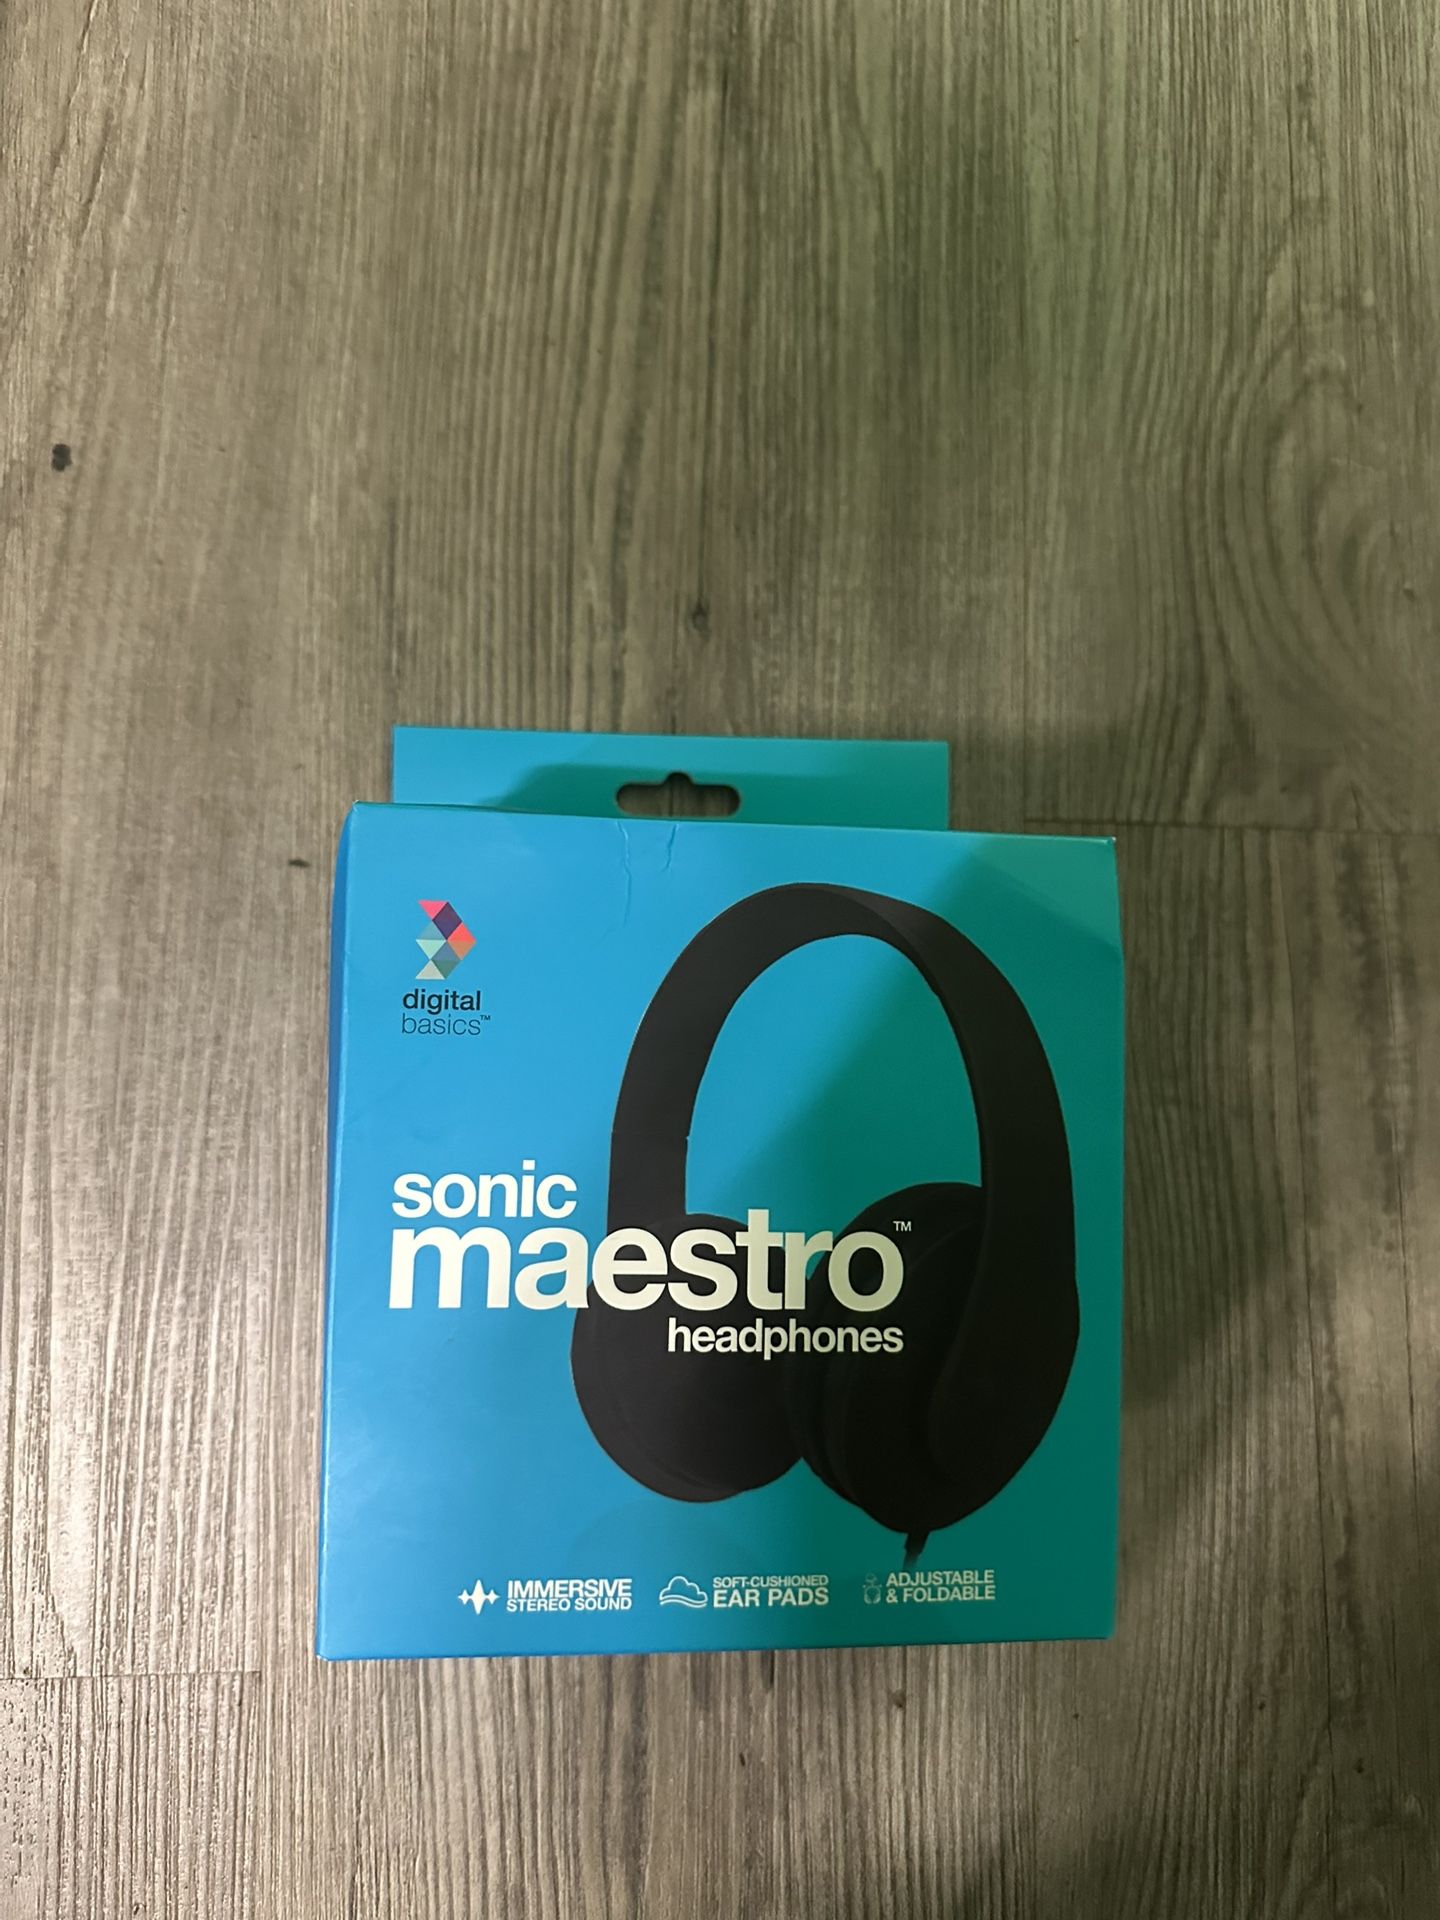 digital
basics™
sonic
maestro™
headphones
IMMERSIVE
STEREO SOUND
SOFT-CUSHIONED
EAR PADS
ADJUSTABLE
& FOLDABLE